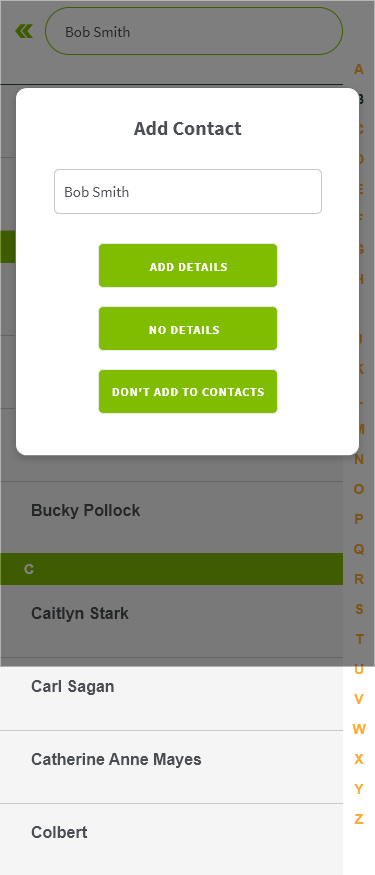 Bob Smith
A
B
Add Contact
C
D
E
Bob Smith
F
G
ADD DETAILS
H
NO DETAILS
I
K
DON'T ADD TO CONTACTS
L
M
N
O
Bucky Pollock
P
Q
C
R
Caitlyn Stark
S
T
U
Carl Sagan
V
W
Catherine Anne Mayes
X
Y
Z
Colbert